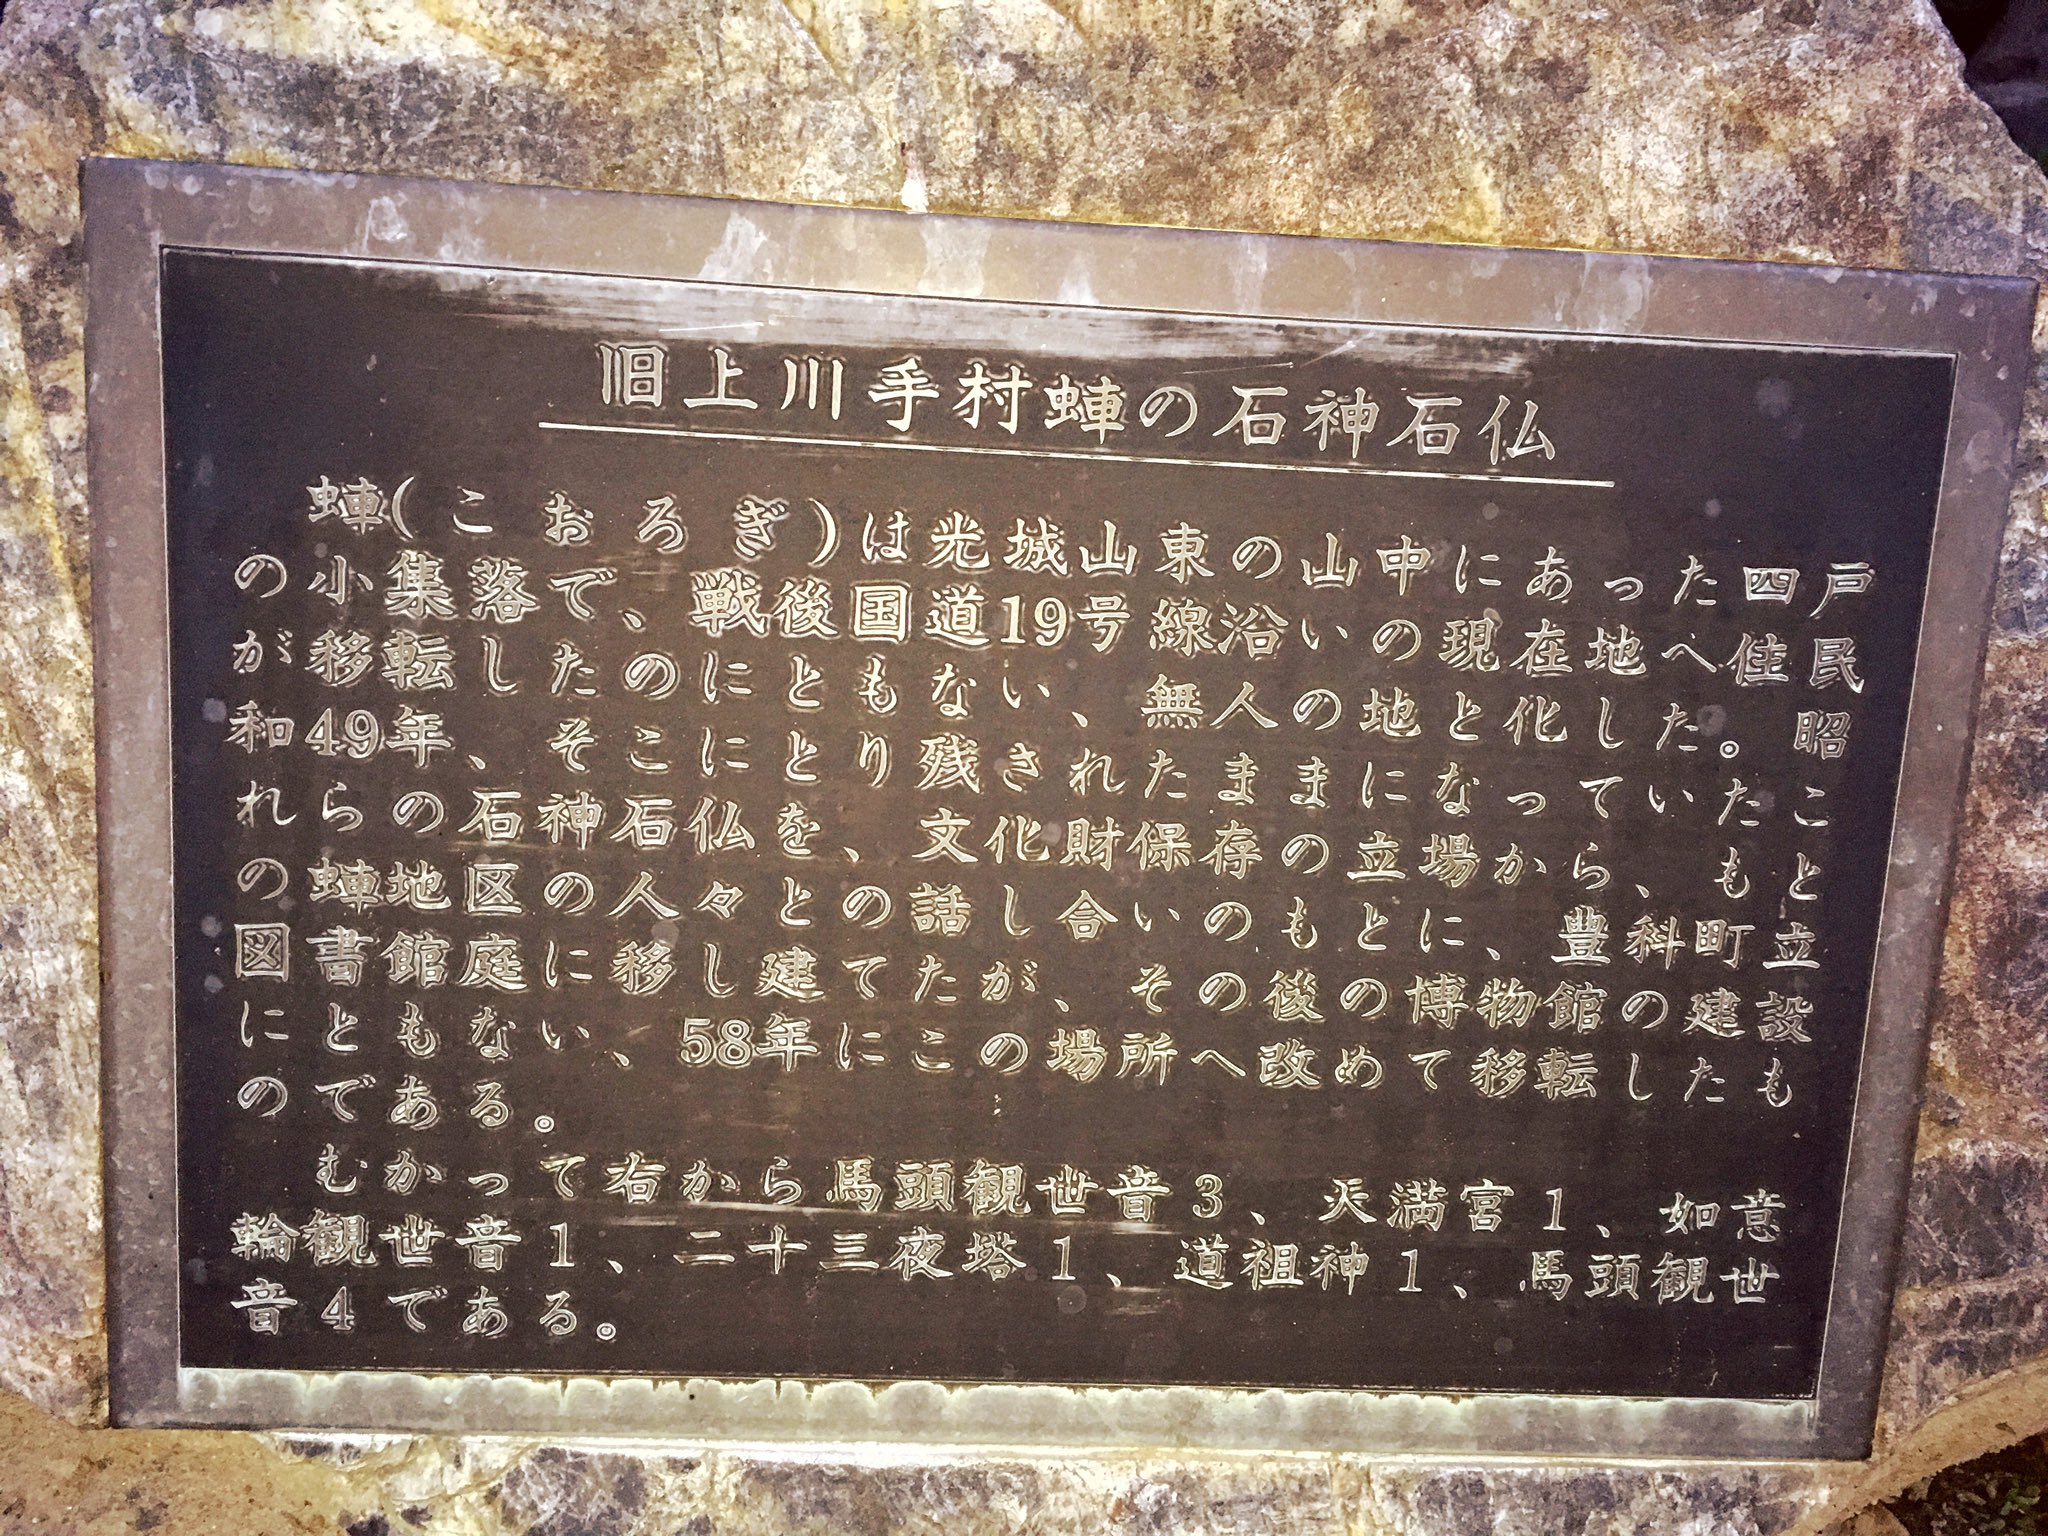 旧上川手村蛼の石神石仏
蛼(こおろぎ)は光城山東の山中にあった四戸
の小集落で、戦後国道19号線沿いの現在地へ住民
が移転したのにともない、無人の地と化した。昭
和49年、そこにとり残されたままになっていたこ
れらの石神石仏を、文化財保存の立場から、もと
の蛼地区の人々との話し合いのもとに、豊科町立
図書館庭に移し建てたが、その後の博物館の建設
にともない、58年にこの場所へ改めて移転したも
のである。
むかって右から馬頭観世音3、天満宮1、如意
輪観世音1、二十三夜塔1、道祖神1、馬頭観世
音4である。